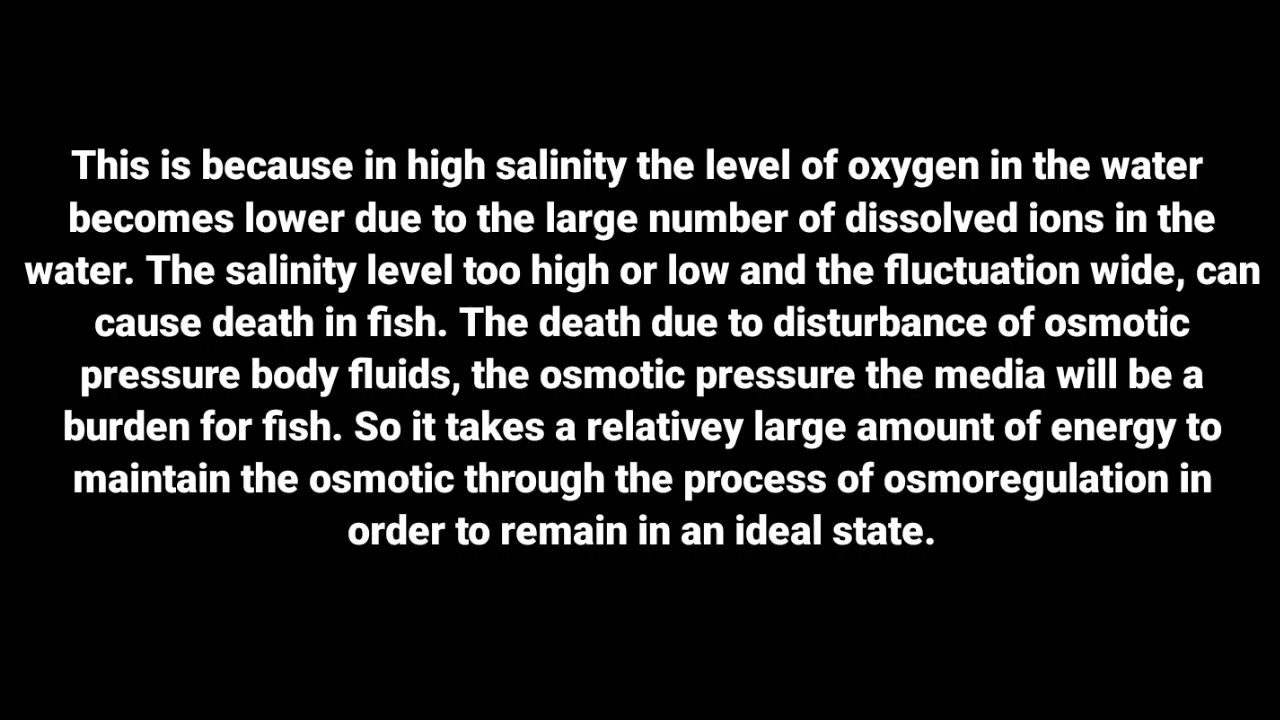 This is because in high salinity the level of oxygen in the water
becomes lower due to the large number of dissolved ions in the
water. The salinity level too high or low and the fluctuation wide, can
cause death in fish. The death due to disturbance of osmotic
pressure body fluids, the osmotic pressure the media will be a
burden for fish. So it takes a relativey large amount of energy to
maintain the osmotic through the process of osmoregulation in
order to remain in an ideal state.